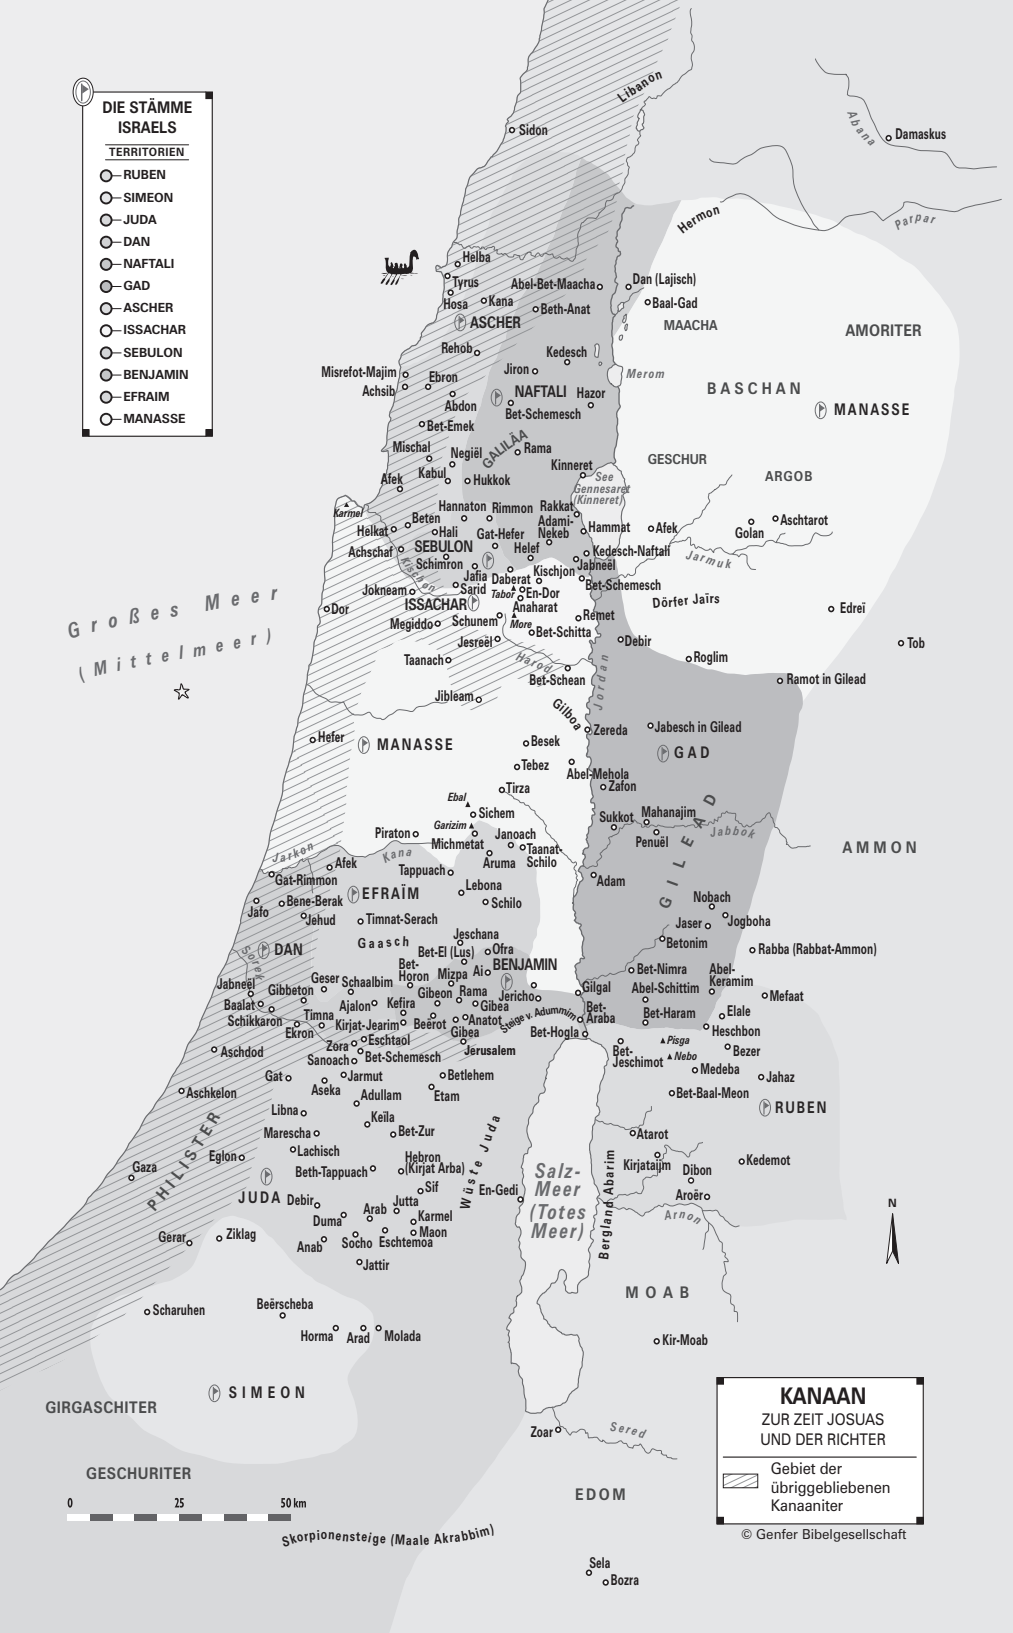 DIE STÄMME
ISRAELS
TERRITORIEN
RUBEN
SIMEON
JUDA
DAN
NAFTALI
GAD
ASCHER
ISSACHAR
SEBULON
BENJAMIN
EFRAIM
MANASSE
Libanon
Sidon
Abana
Damaskus
Hermon
Parpar
Helba
Tyrus
Hosa
Kana
Abel-Bet-Maacha
Dan (Lajisch)
Baal-Gad
Beth-Anat
ASCHER
MAACHA
AMORITER
Rehob
Kedesch
Misrefot-Majim
Achsib
Ebron
Jiron
Merom
Abdon
NAFTALI
Hazor
BASCHAN
MANASSE
Bet-Schemesch
Bet-Emek
GALILÄA
Mischal
Negiël
Rama
Kinneret
GESCHUR
ARGOB
Kabul
Hukkok
Afek
See
Gennesaret
(Kinneret)
Karmel
Hannaton
Rimmon
Rakkat
Beten
Adami-
Nekeb
Hammat
Afek
Golan
Aschtarot
Helkat
Hali
Gat-Hefer
Achschaf
SEBULON
Helef
Kedesch-Naftali
Jarmuk
Kischon
Schimron
Jabneël
Jafia
Daberat
Kischjon
Bet-Schemesch
Jokneam
Sarid
Tabor
En-Dor
Dörfer Jaïrs
Dor
ISSACHAR
Anaharat
Edreï
Megiddo
Schunem
More
Remet
Jesreël
Bet-Schitta
Debir
Tob
Taanach
Harod
Roglim
Bet-Schean
Jordan
Ramot in Gilead
Großes Meer
(Mittelmeer)
Jibleam
Gilboa
Hefer
MANASSE
Besek
Zereda
Jabesch in Gilead
GAD
Tebez
Abel-Mehola
Zafon
Tirza
Ebal
Sichem
Garizim
Sukkot
Mahanajim
GILEAD
Jabbok
Piraton
Michmetat
Janoach
Taanat-
Schilo
Penuël
AMMON
Aruma
Jarkon
Kana
Afek
Tappuach
Gat-Rimmon
EFRAÏM
Lebona
Adam
Bene-Berak
Schilo
Jafo
Jehud
Timnat-Serach
Nobach
Jaser
Jogboha
Gaasch
Jeschana
Betonim
Rabba (Rabbat-Ammon)
DAN
Sorek
Bet-El (Lus)
Ofra
Bet-
Horon
Mizpa
Ai
BENJAMIN
Bet-Nimra
Abel-
Keramim
Jabneel
Geser
Schaalbim
Gibbeton
Gibeon
Rama
Jericho
Gilgal
Abel-Schittim
Mefaat
Baalat
Ajalon
Kefira
Gibea
Bet-
Araba
Bet-Haram
Elale
Schikkaron
Timna
Kirjat-Jearim
Beërot
Anatot
Steige v. Adummim
Heschbon
Ekron
Eschtaol
Gibea
Bet-Hogla
Pisga
Aschdod
Zora
Bet-Schemesch
Jerusalem
Bet-
Jeschimot
Nebo
Bezer
Sanoach
Medeba
Gat
Jarmut
Betlehem
Jahaz
Aschkelon
Aseka
Adullam
Etam
Bet-Baal-Meon
RUBEN
Libna
Keïla
Marescha
Bet-Zur
Atarot
PHILISTER
Lachisch
Wüste Juda
Eglon
Hebron
(Kirjat Arba)
Gaza
Beth-Tappuach
Kirjataijm
Dibon
Kedemot
Salz-
Meer
(Totes
Meer)
Bergland Abarim
JUDA
Debir
Sif
En-Gedi
Aroër
Jutta
Arab
Duma
Karmel
Arnon
Maon
Gerar
Ziklag
Anab
Socho
Eschtemoa
Jattir
N
Scharuhen
Beërscheba
MOAB
Horma
Arad
Molada
Kir-Moab
SIMEON
GIRGASCHITER
Zoar
Sered
GESCHURITER
EDOM
0 25 50 km
Skorpionensteige (Maale Akrabbim)
Sela
Bozra
KANAAN
ZUR ZEIT JOSUAS
UND DER RICHTER
Gebiet der
übriggebliebenen
Kanaaniter
© Genfer Bibelgesellschaft